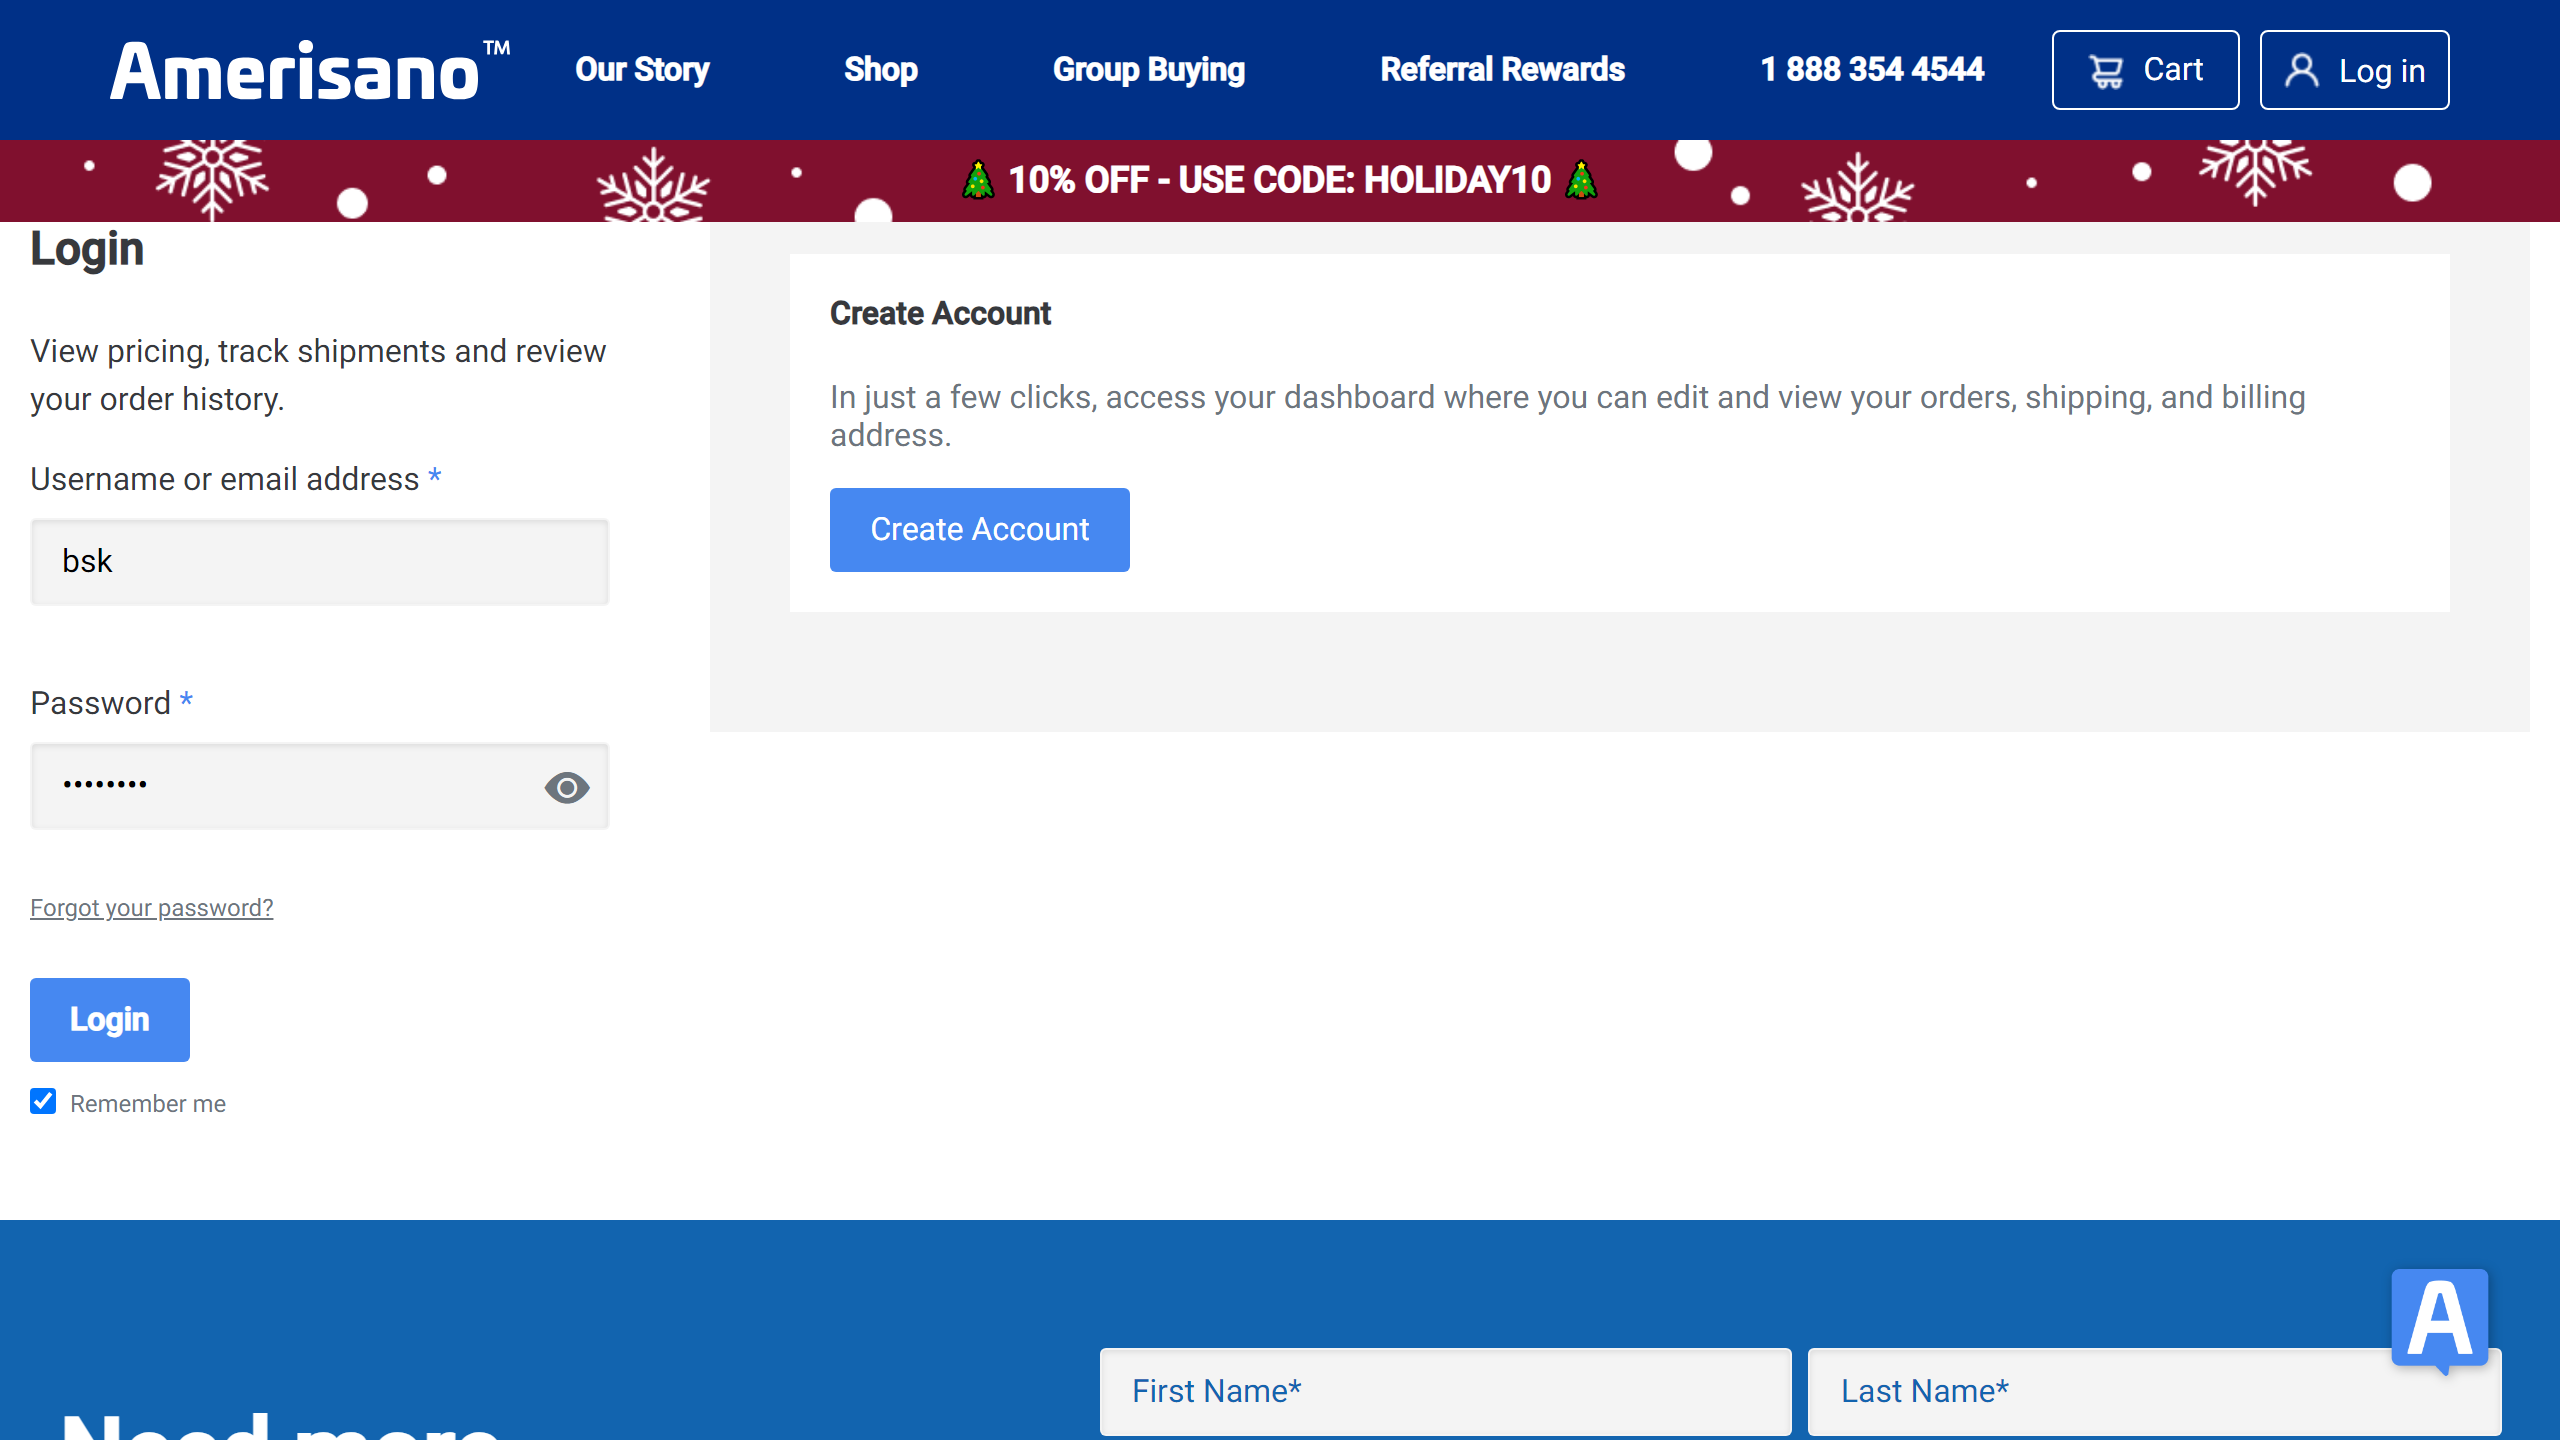 Amerisano™
Our Story
Shop
Group Buying
Referral Rewards
1 888 354 4544
Cart
Log in
🎄 10% OFF - USE CODE: HOLIDAY10 🎄
Login
View pricing, track shipments and review
your order history.
Username or email address *
bsk
Password *
••••••••
Forgot your password?
Login
Remember me
Create Account
In just a few clicks, access your dashboard where you can edit and view your orders, shipping, and billing
address.
Create Account
A
First Name*
Last Name*
Need more